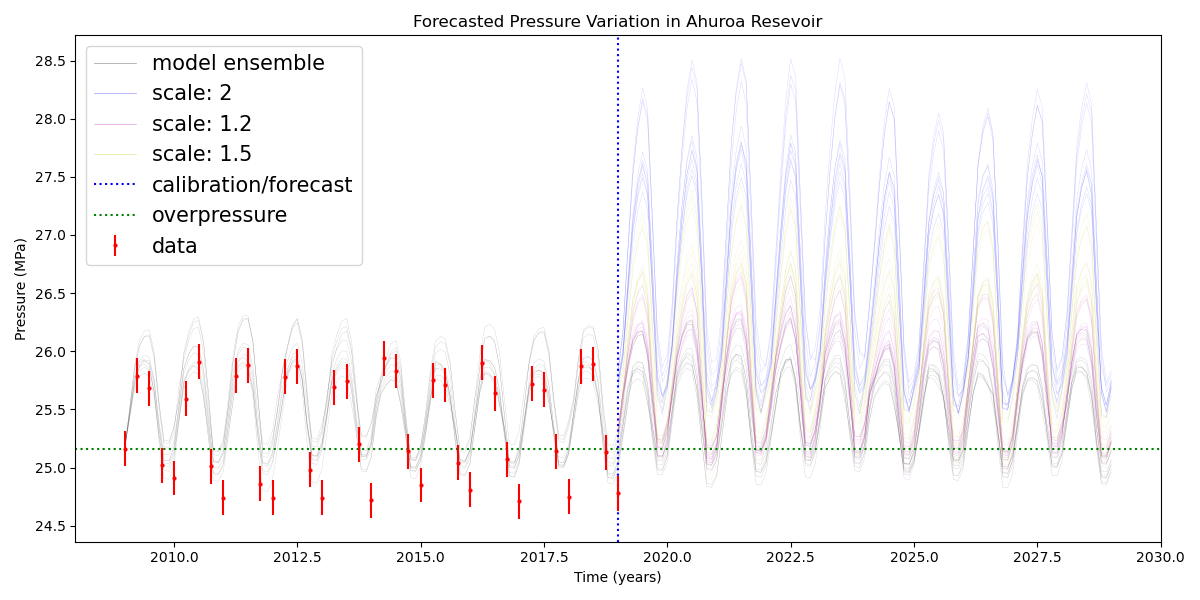 Forecasted Pressure Variation in Ahuroa Resevoir
28.5
28.0
27.5
27.0
26.5
26.0
25.5
25.0
24.5
Pressure (MPa)
model ensemble
scale: 2
scale: 1.2
scale: 1.5
calibration/forecast
overpressure
data
2010.0 2012.5 2015.0 2017.5 2020.0 2022.5 2025.0 2027.5 2030.0
Time (years)